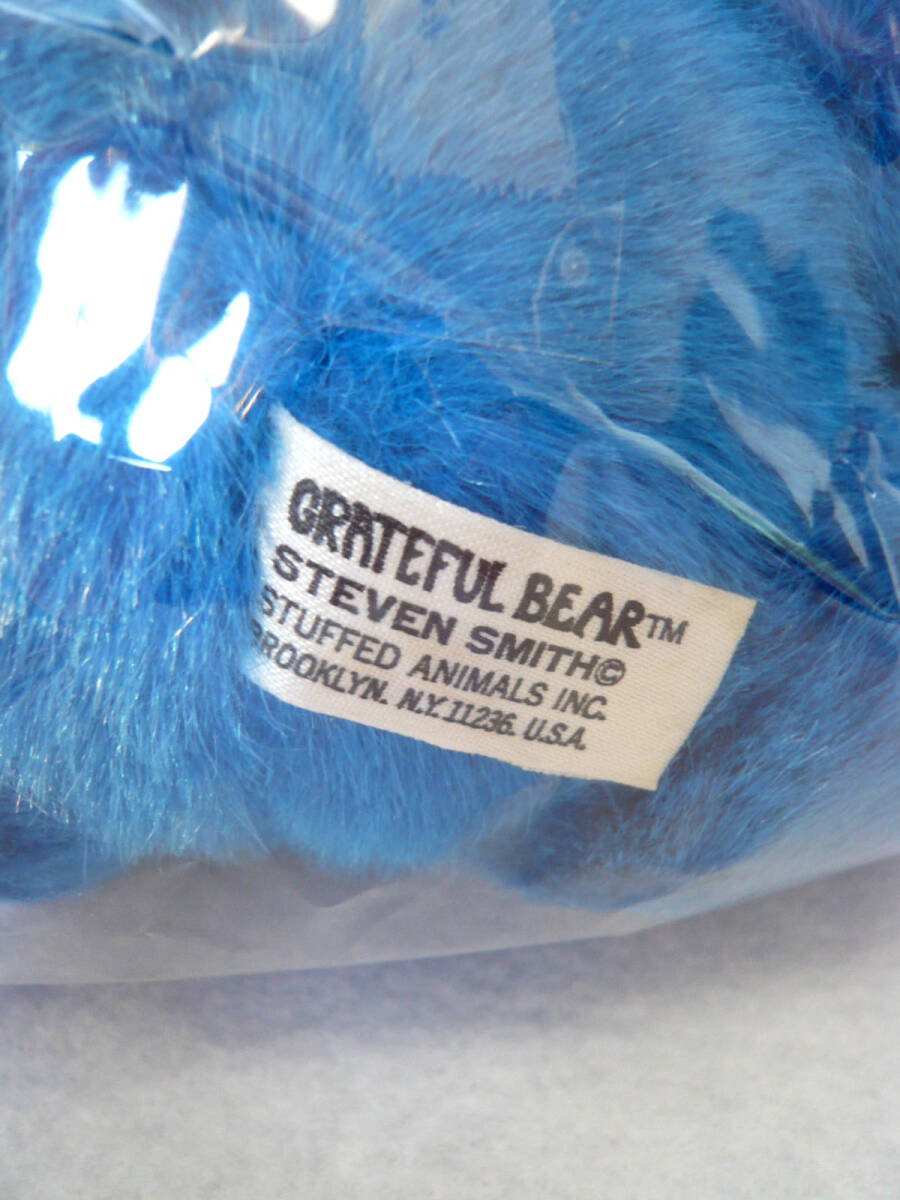 GRATEFUL BEAR™
STEVEN SMITH©
STUFFED ANIMALS INC.
BROOKLYN. N.Y. 11236. U.S.A.